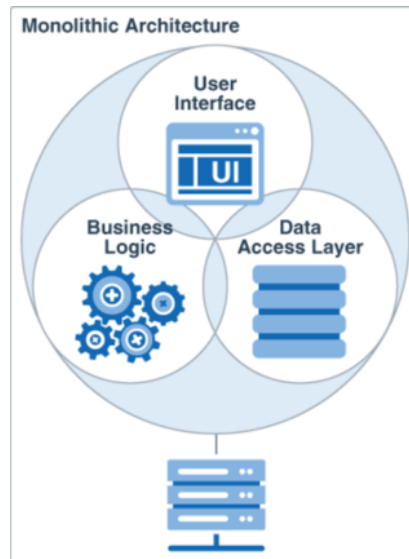 Monolithic Architecture
User
Interface
UI
Business
Logic
Data
Access Layer